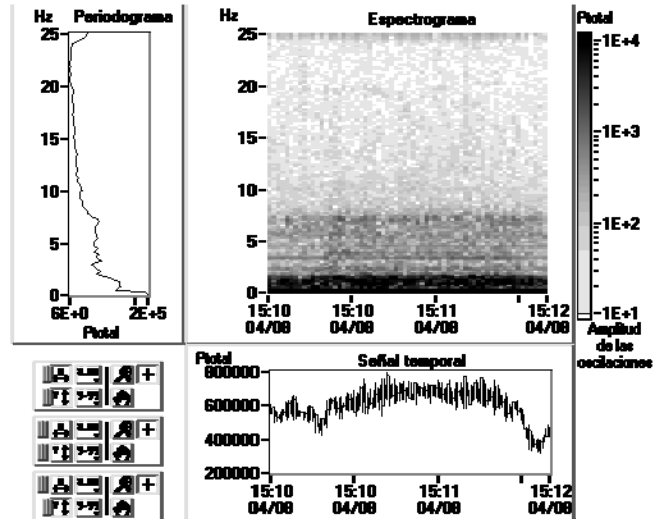 Hz Periodograma
25
20
15
10
5
0
6E+0 2E+5
Ptotal
Hz Espectrograma
25
20
15
10
5
0
15:10 15:10 15:11 15:12
04/08 04/08 04/08 04/08
Ptotal
1E+4
1E+3
1E+2
1E+1
Amplitud
de las
oscilaciones
Ptotal Señal temporal
800000
600000
400000
200000
15:10 15:10 15:11 15:12
04/08 04/08 04/08 04/08